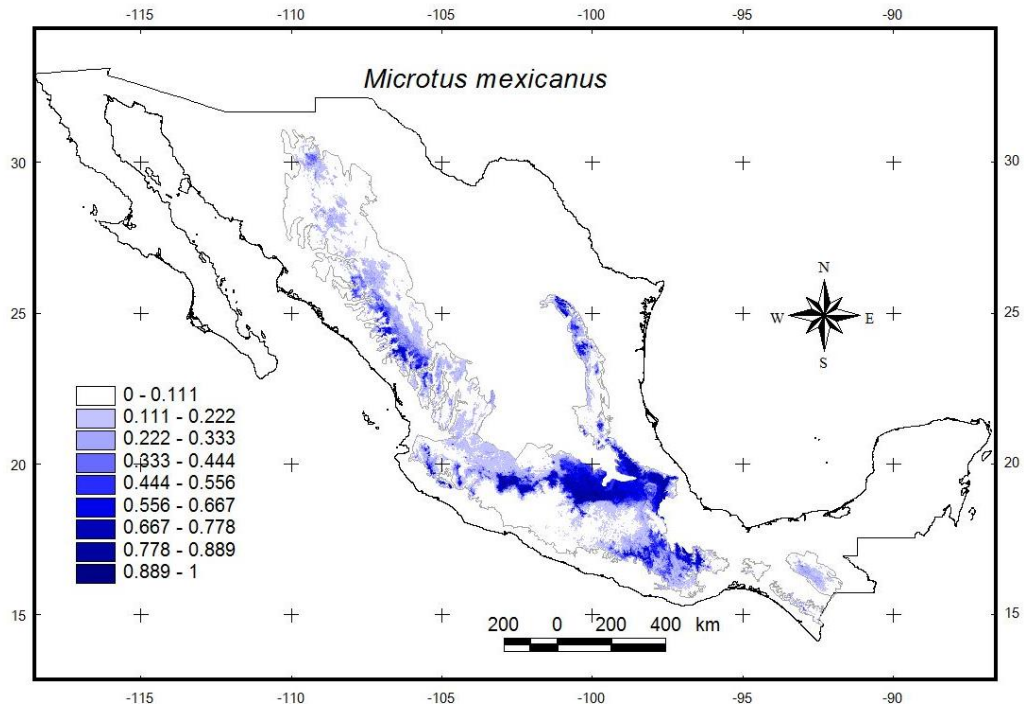 -115 -110 -105 -100 -95 -90
Microtus mexicanus
30 30
N
25 W E 25
S
0 - 0.111
0.111 - 0.222
0.222 - 0.333
0.333 - 0.444
20 20
0.444 - 0.556
0.556 - 0.667
0.667 - 0.778
0.778 - 0.889
0.889 - 1
15 15
200 0 200 400 km
-115 -110 -105 -100 -95 -90